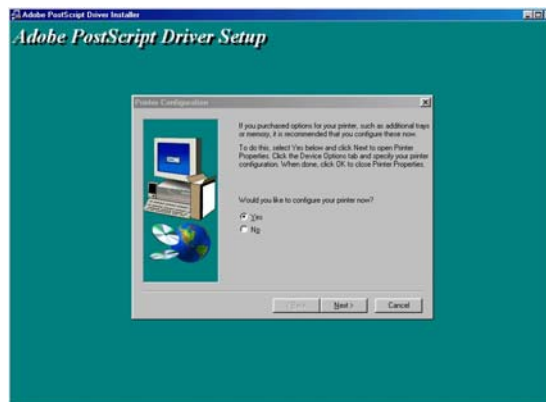 Adobe PostScript Driver Installer
Adobe PostScript Driver Setup
Printer Configuration
If you purchased options for your printer, such as additional trays
or memory, it is recommended that you configure these now.
To do this, select Yes below and click Next to open Printer
Properties. Click the Device Options tab and specify your printer
configuration. When done, click OK to close Printer Properties.
Would you like to configure your printer now?
Yes
No
< Back
Next >
Cancel